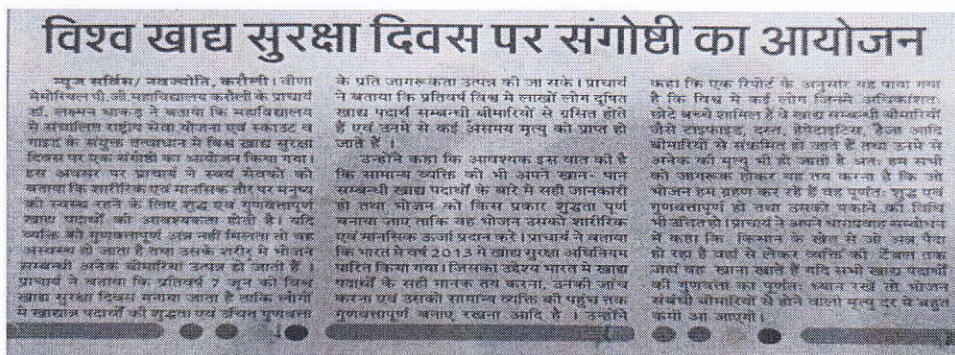 विश्व खाद्य सुरक्षा दिवस पर संगोष्ठी का आयोजन
न्यूज सर्विस/ नवज्योति, करौली। वीणा
मेमोरियल पी.जी.महाविद्यालय करौली के प्राचार्य
डॉ. लक्ष्मन धाकड़ ने बताया कि महाविद्यालय
में संचालित राष्ट्रीय सेवा योजना एवं स्काउट व
गाइड के संयुक्त तत्वाधान में विश्व खाद्य सुरक्षा
दिवस पर एक संगोष्ठी का आयोजन किया गया।
इस अवसर पर प्राचार्य ने स्वयं सेवकों को
बताया कि शारीरिक एवं मानसिक तौर पर मनुष्य
को स्वस्थ रहने के लिए शुद्ध एवं गुणवत्तापूर्ण
खाद्य पदार्थों की आवश्यकता होती है। यदि
व्यक्ति को गुणवत्तापूर्ण अन्न नहीं मिलता तो वह
अस्वस्थ हो जाता है तथा उसके शरीर में भोजन
सम्बन्धी अनेक बीमारियां उत्पन्न हो जाती है ।
प्राचार्य ने बताया कि प्रतिवर्ष 7 जून को विश्व
खाद्य सुरक्षा दिवस मनाया जाता है ताकि लोगों
में खाद्यान्न पदार्थों की शुद्धता एवं उचित गुणवत्ता
के प्रति जागरूकता उत्पन्न की जा सके। प्राचार्य
ने बताया कि प्रतिवर्ष विश्व में लाखों लोग दूषित
खाद्य पदार्थ सम्बन्धी बीमारियों से ग्रसित होते
हैं एवं उनमें से कई असमय मृत्यु को प्राप्त हो
जाते हैं ।
उन्होंने कहा कि आवश्यक इस बात की है
कि सामान्य व्यक्ति को भी अपने खान- पान
सम्बन्धी खाद्य पदार्थों के बारे में सही जानकारी
हो तथा भोजन को किस प्रकार शुद्धता पूर्ण
बनाया जाए ताकि वह भोजन उसको शारीरिक
एवं मानसिक ऊर्जा प्रदान करें। प्राचार्य ने बताया
कि भारत में वर्ष 2013 में खाद्य सुरक्षा अधिनियम
पारित किया गया। जिसका उद्देश्य भारत में खाद्य
पदार्थों के सही मानक तय करना, उनकी जांच
करना एवं उसको सामान्य व्यक्ति की पहुंच तक
गुणवत्तापूर्ण बनाए रखना आदि है । उन्होंने
कहा कि एक रिपोर्ट के अनुसार यह पाया गया
है कि विश्व में कई लोग जिनमें अधिकांशतः
छोटे बच्चे शामिल हैं वे खाद्य सम्बन्धी बीमारियों
जैसे टाइफाइड, दस्त, हेपेटाइटिस, हैजा आदि
बीमारियों से संक्रमित हो जाते हैं तथा उनमें से
अनेक की मृत्यु भी हो जाती है अतः हम सभी
को जागरूक होकर यह तय करना है कि जो
भोजन हम ग्रहण कर रहे हैं वह पूर्णतः शुद्ध एवं
गुणवत्तापूर्ण हो तथा उसकी पकाने की विधि
भी उचित हो। प्राचार्य ने अपने धाराप्रवाह सम्बोधन
में कहा कि किसान के खेत से जो अन्न पैदा
हो रहा है वहां से लेकर व्यक्ति की टेबल तक
जहां वह खाना खाते हैं यदि सभी खाद्य पदार्थों
की गुणवत्ता का पूर्णतः ध्यान रखें तो भोजन
संबंधी बीमारियों से होने वाली मृत्यु दर में बहुत
कमी आ जाएगी।